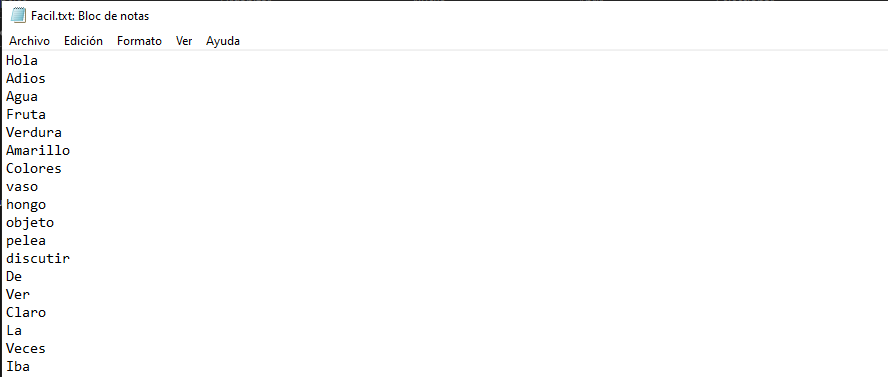 Facil.txt: Bloc de notas
Archivo Edición Formato Ver Ayuda
Hola
Adios
Agua
Fruta
Verdura
Amarillo
Colores
vaso
hongo
objeto
pelea
discutir
De
Ver
Claro
La
Veces
Iba